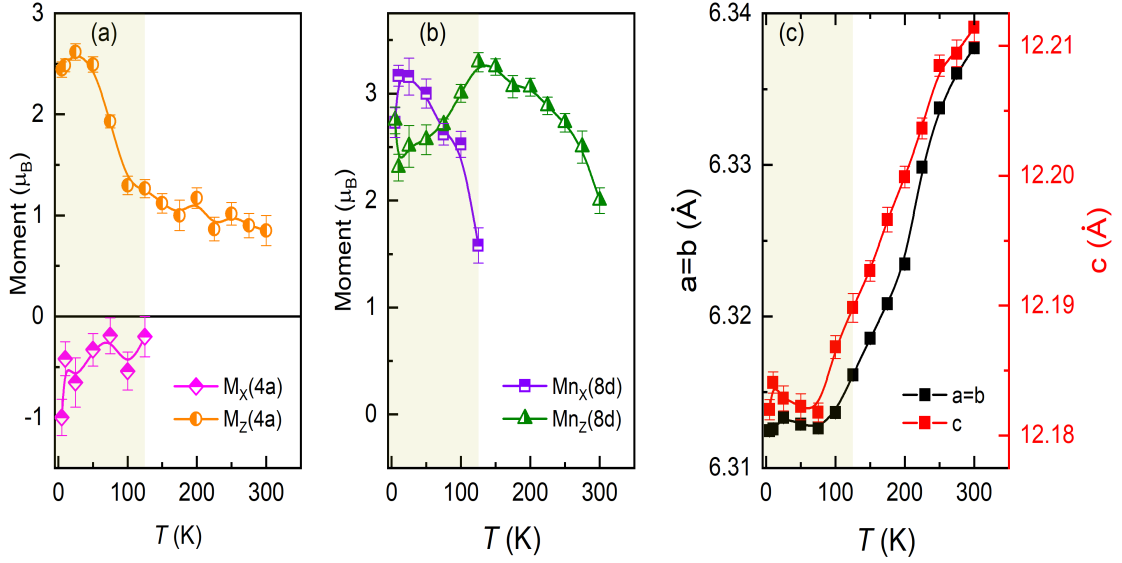 (a)
3
2
1
0
-1
Moment (μB)
MX(4a)
MZ(4a)
0 100 200 300
T (K)
(b)
3
2
1
0
Moment (μB)
MnX(8d)
MnZ(8d)
0 100 200 300
T (K)
(c)
6.34
6.33
6.32
6.31
a=b (Å)
a=b
c
12.21
12.20
12.19
12.18
c (Å)
0 100 200 300
T (K)